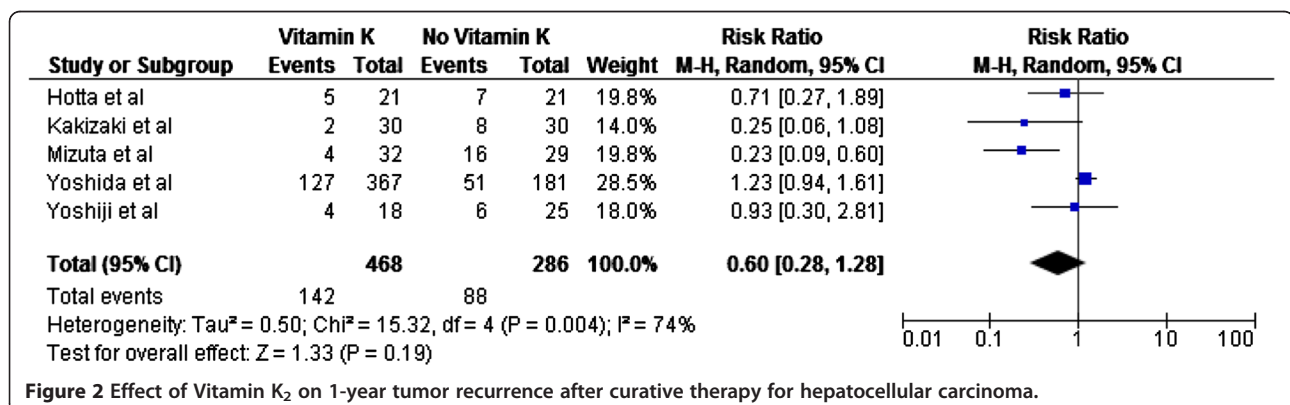 Vitamin K No Vitamin K Risk Ratio Risk Ratio
Study or Subgroup Events Total Events Total Weight M-H, Random, 95% CI M-H, Random, 95% CI
Hotta et al 5 21 7 21 19.8% 0.71 [0.27, 1.89]
Kakizaki et al 2 30 8 30 14.0% 0.25 [0.06, 1.08]
Mizuta et al 4 32 16 29 19.8% 0.23 [0.09, 0.60]
Yoshida et al 127 367 51 181 28.5% 1.23 [0.94, 1.61]
Yoshiji et al 4 18 6 25 18.0% 0.93 [0.30, 2.81]
Total (95% CI) 468 286 100.0% 0.60 [0.28, 1.28]
Total events 142 88
Heterogeneity: Tau² = 0.50; Chi² = 15.32, df = 4 (P = 0.004); I² = 74%
Test for overall effect: Z = 1.33 (P = 0.19)
0.01 0.1 1 10 100
Figure 2 Effect of Vitamin K₂ on 1-year tumor recurrence after curative therapy for hepatocellular carcinoma.